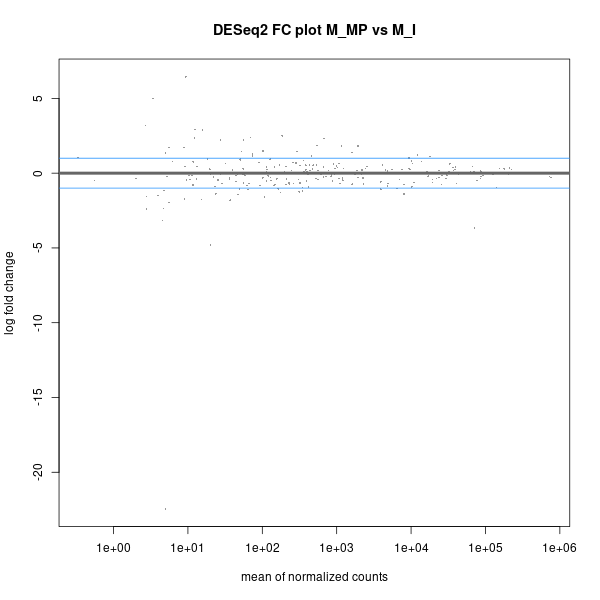 DESeq2 FC plot M_MP vs M_I
log fold change
5
0
-5
-10
-15
-20
1e+00 1e+01 1e+02 1e+03 1e+04 1e+05 1e+06
mean of normalized counts